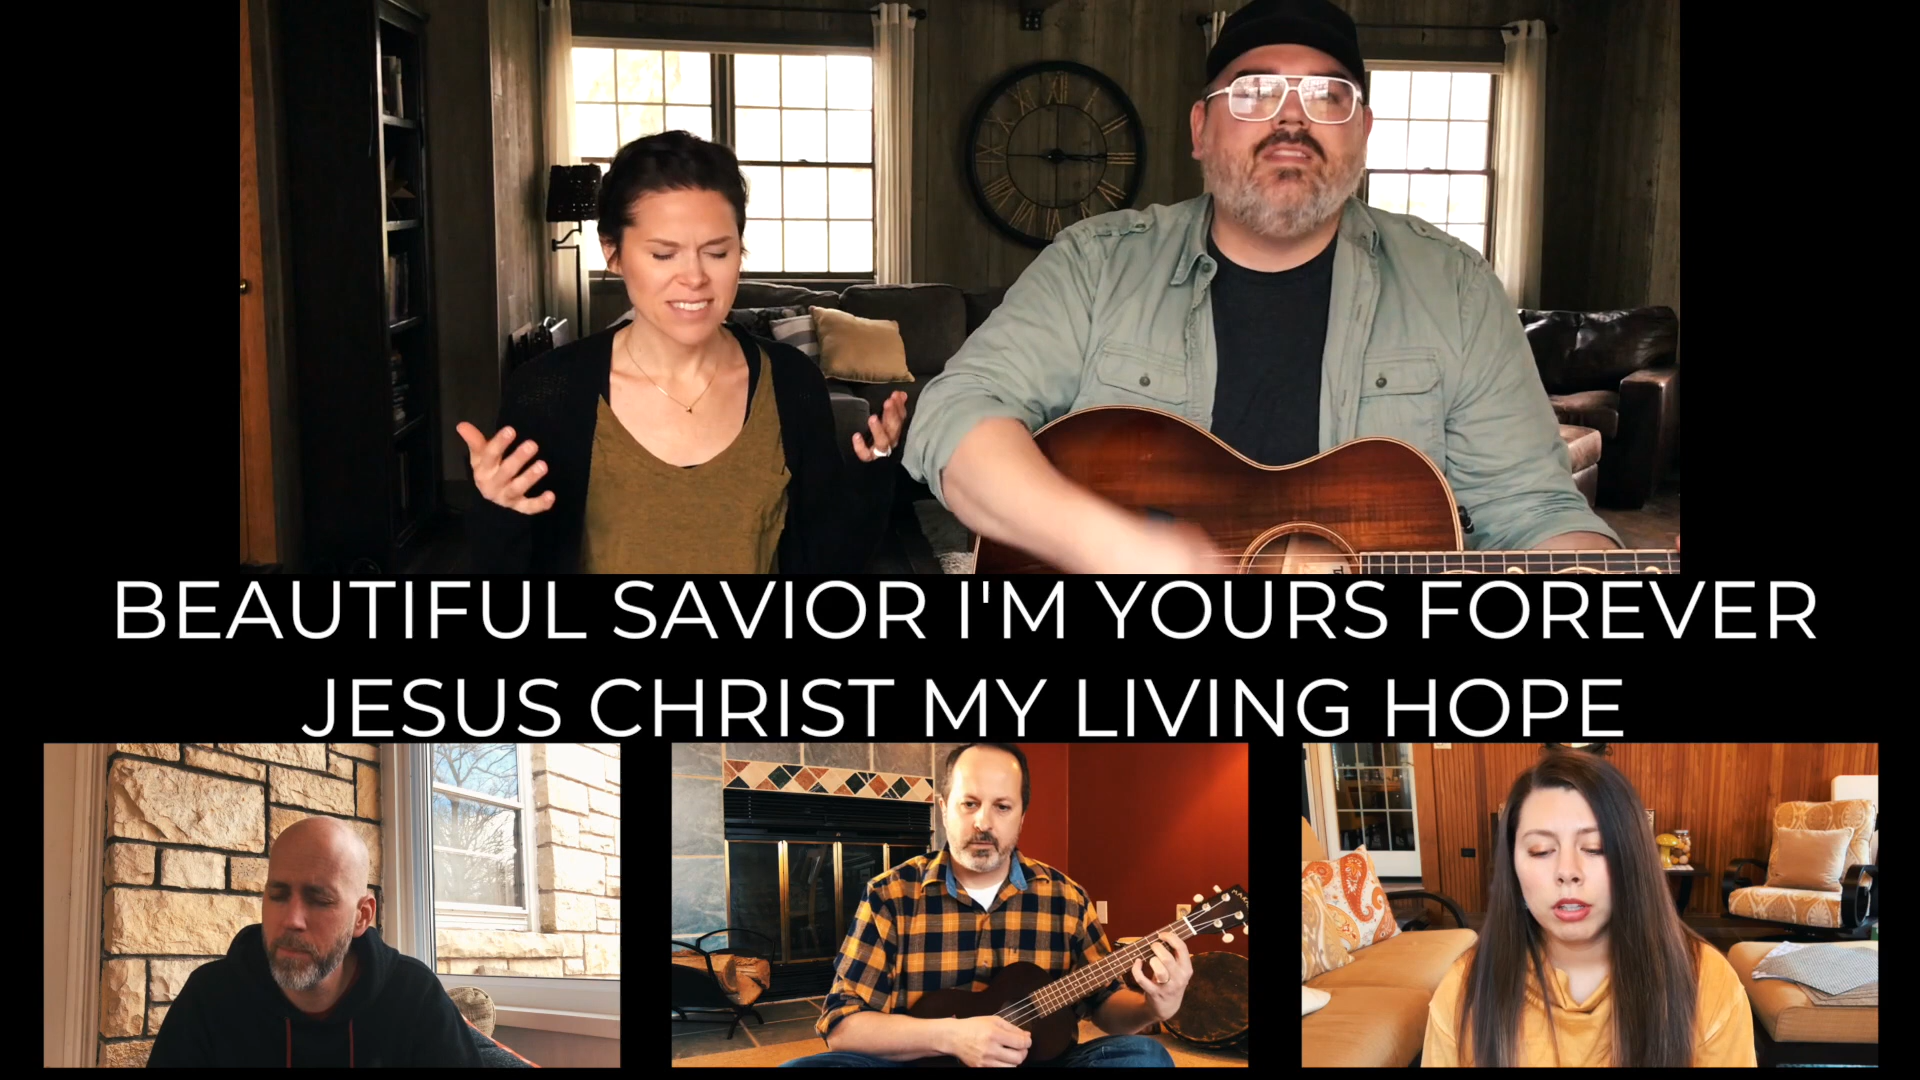 BEAUTIFUL SAVIOR I'M YOURS FOREVER
JESUS CHRIST MY LIVING HOPE